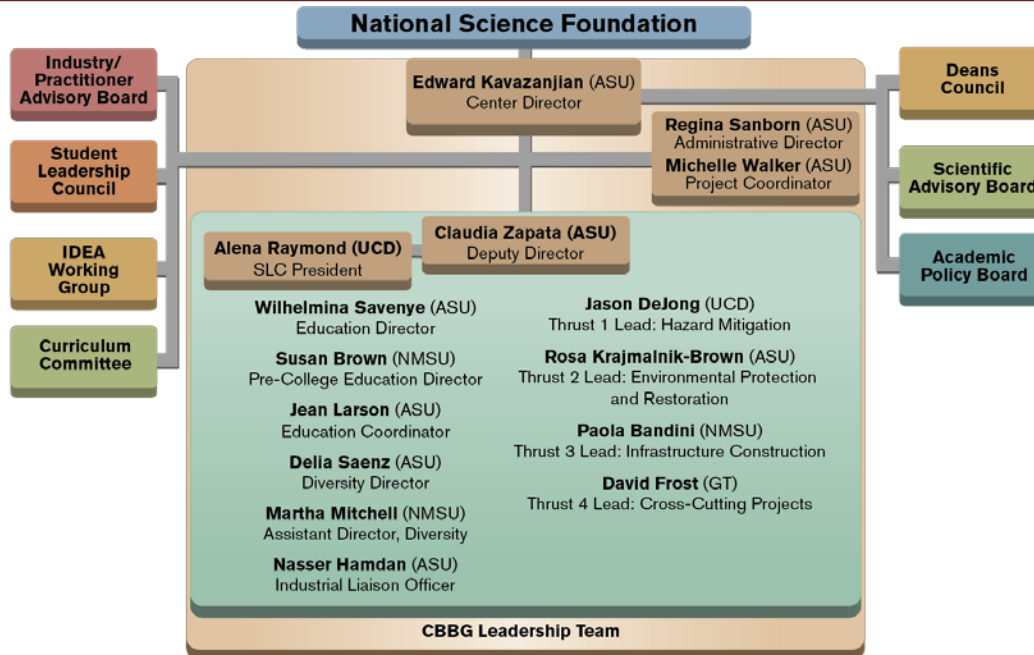 National Science Foundation
Industry/
Practitioner
Advisory Board
Student
Leadership
Council
IDEA
Working
Group
Curriculum
Committee
Edward Kavazanjian (ASU)
Center Director
Regina Sanborn (ASU)
Administrative Director
Michelle Walker (ASU)
Project Coordinator
Deans
Council
Scientific
Advisory Board
Academic
Policy Board
Claudia Zapata (ASU)
Deputy Director
Alena Raymond (UCD)
SLC President
Wilhelmina Savenye (ASU)
Education Director
Susan Brown (NMSU)
Pre-College Education Director
Jean Larson (ASU)
Education Coordinator
Delia Saenz (ASU)
Diversity Director
Martha Mitchell (NMSU)
Assistant Director, Diversity
Nasser Hamdan (ASU)
Industrial Liaison Officer
Jason DeJong (UCD)
Thrust 1 Lead: Hazard Mitigation
Rosa Krajmalnik-Brown (ASU)
Thrust 2 Lead: Environmental Protection
and Restoration
Paola Bandini (NMSU)
Thrust 3 Lead: Infrastructure Construction
David Frost (GT)
Thrust 4 Lead: Cross-Cutting Projects
CBBG Leadership Team